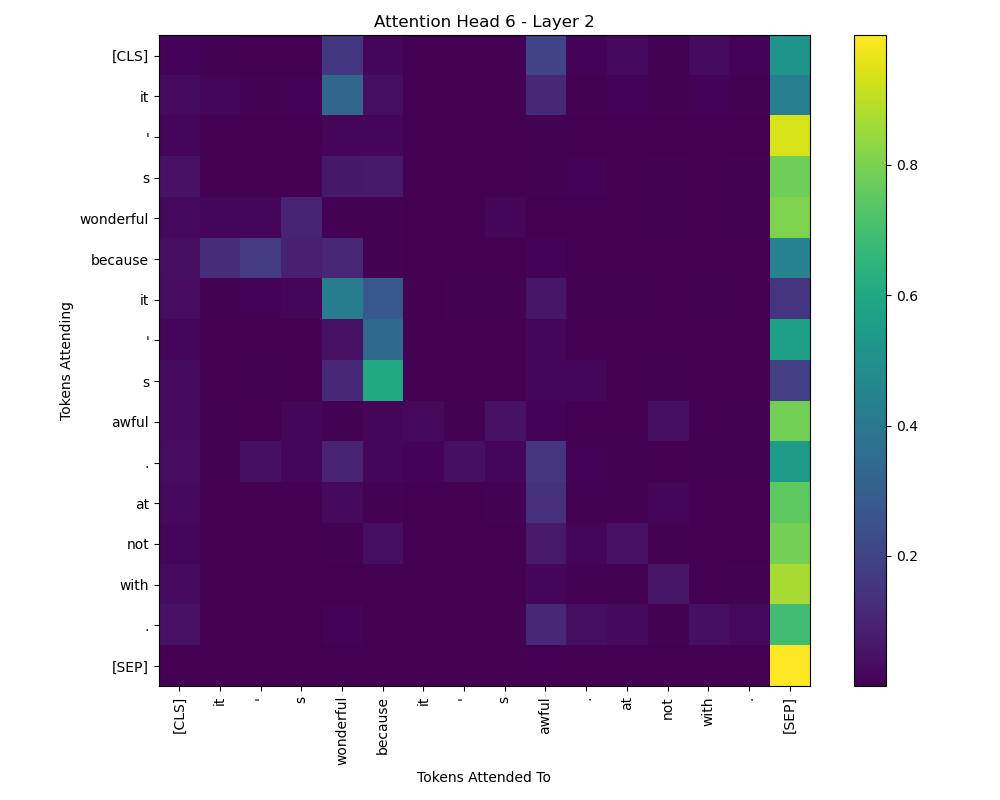 Attention Head 6 - Layer 2
Tokens Attending
[CLS]
it
'
s
wonderful
because
it
'
s
awful
.
at
not
with
.
[SEP]
[CLS]
it
'
s
wonderful
because
it
'
s
awful
.
at
not
with
.
[SEP]
Tokens Attended To
0.8
0.6
0.4
0.2